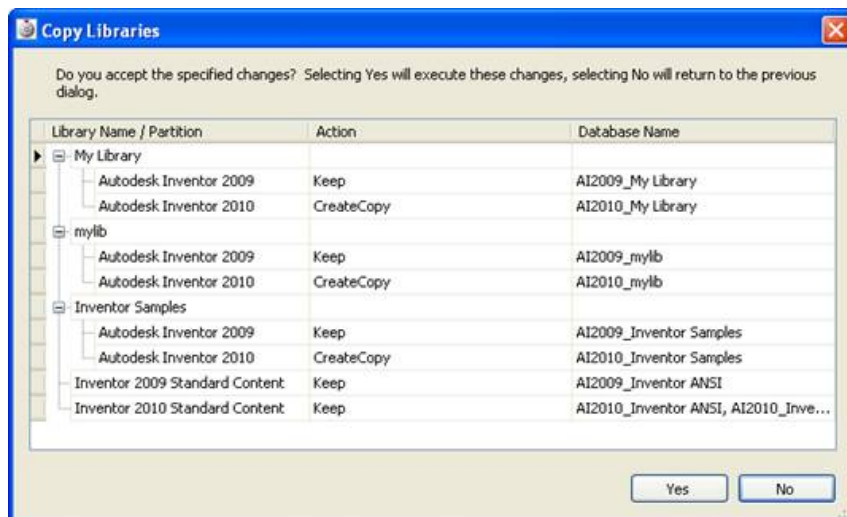 Copy Libraries
Do you accept the specified changes? Selecting Yes will execute these changes, selecting No will return to the previous
dialog.
Library Name / Partition Action Database Name
My Library
Autodesk Inventor 2009 Keep AI2009_My Library
Autodesk Inventor 2010 CreateCopy AI2010_My Library
mylib
Autodesk Inventor 2009 Keep AI2009_mylib
Autodesk Inventor 2010 CreateCopy AI2010_mylib
Inventor Samples
Autodesk Inventor 2009 Keep AI2009_Inventor Samples
Autodesk Inventor 2010 CreateCopy AI2010_Inventor Samples
Inventor 2009 Standard Content Keep AI2009_Inventor ANSI
Inventor 2010 Standard Content Keep AI2010_Inventor ANSI, AI2010_Inve...
Yes No